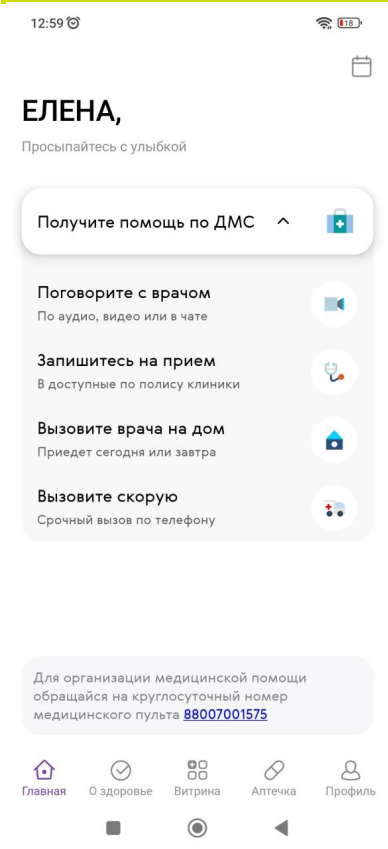 12:59
18
ЕЛЕНА,
Просыпайтесь с улыбкой
Получите помощь по ДМС
Поговорите с врачом
По аудио, видео или в чате
Запишитесь на прием
В доступные по полису клиники
Вызовите врача на дом
Приедет сегодня или завтра
Вызовите скорую
Срочный вызов по телефону
Для организации медицинской помощи
обращайся на круглосуточный номер
медицинского пульта 88007001575
Главная О здоровье Витрина Аптечка Профиль